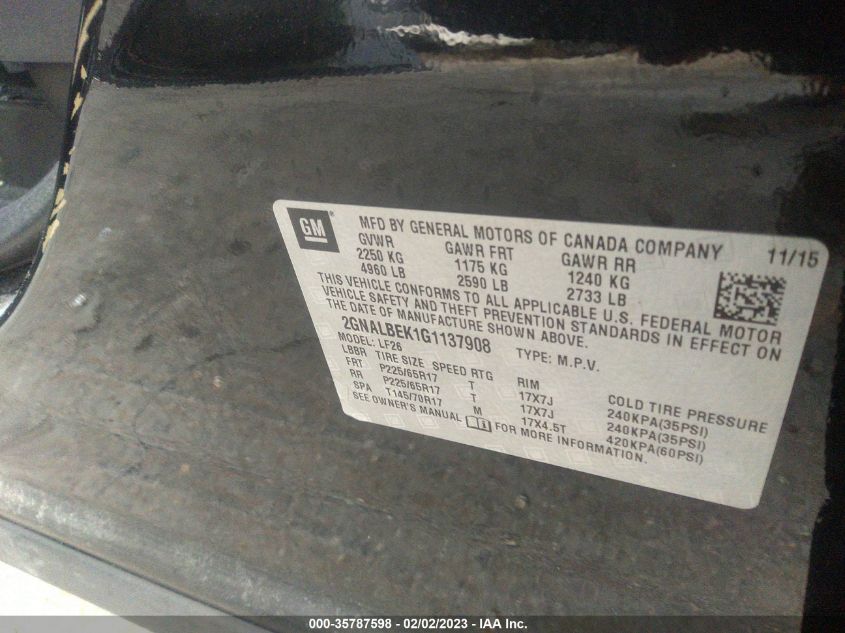 GM
MFD BY GENERAL MOTORS OF CANADA COMPANY 11/15
GVWR GAWR FRT GAWR RR
2250 KG 1175 KG 1240 KG
4960 LB 2590 LB 2733 LB
THIS VEHICLE CONFORMS TO ALL APPLICABLE U.S. FEDERAL MOTOR
VEHICLE SAFETY AND THEFT PREVENTION STANDARDS IN EFFECT ON
THE DATE OF MANUFACTURE SHOWN ABOVE.
2GNALBEK1G1137908 TYPE: M.P.V.
MODEL: LF26
LBBR TIRE SIZE SPEED RTG RIM COLD TIRE PRESSURE
FRT P225/65R17 T 17X7J 240KPA(35PSI)
RR P225/65R17 T 17X7J 240KPA(35PSI)
SPA T145/70R17 M 17X4.5T 420KPA(60PSI)
SEE OWNER'S MANUAL FOR MORE INFORMATION.
000-35787598 - 02/02/2023 - IAA Inc.